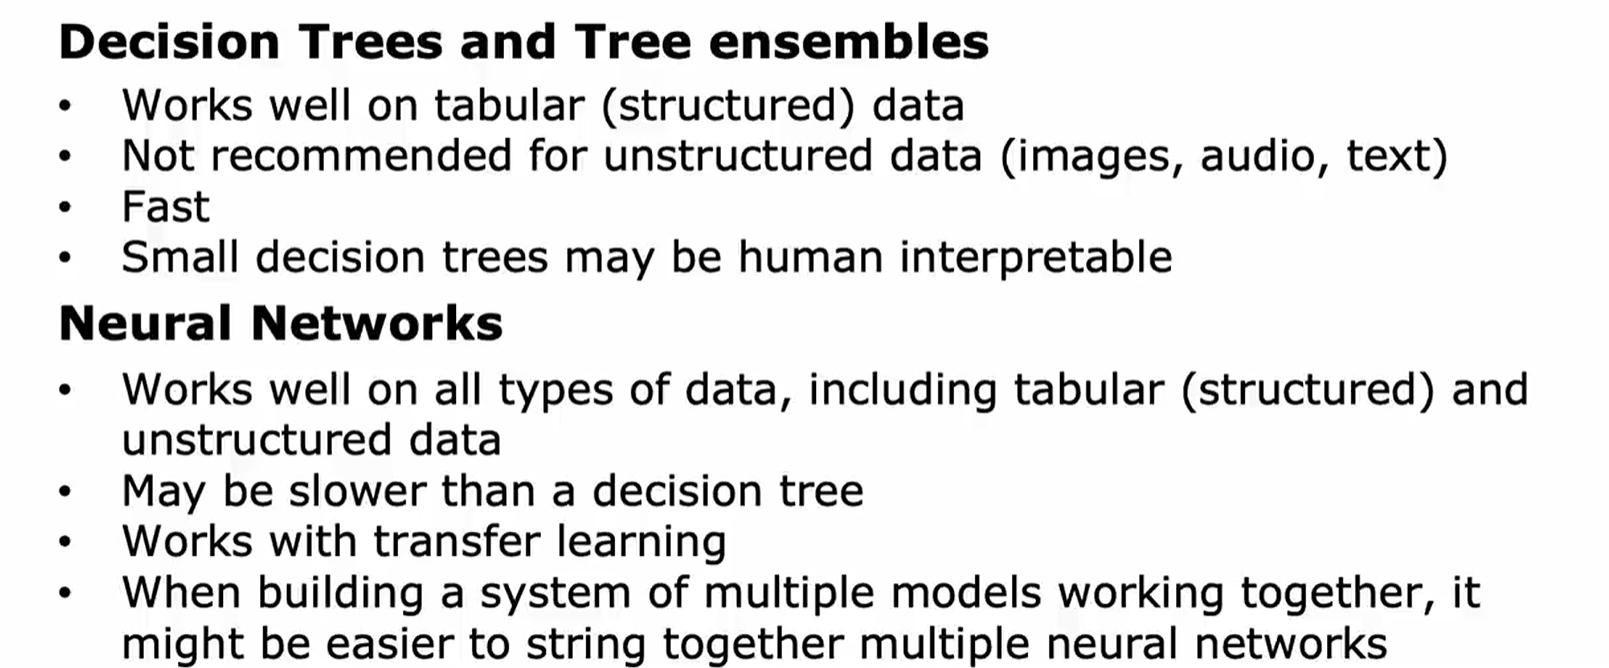 Decision Trees and Tree ensembles
• Works well on tabular (structured) data
• Not recommended for unstructured data (images, audio, text)
• Fast
• Small decision trees may be human interpretable
Neural Networks
• Works well on all types of data, including tabular (structured) and
unstructured data
• May be slower than a decision tree
• Works with transfer learning
• When building a system of multiple models working together, it
might be easier to string together multiple neural networks